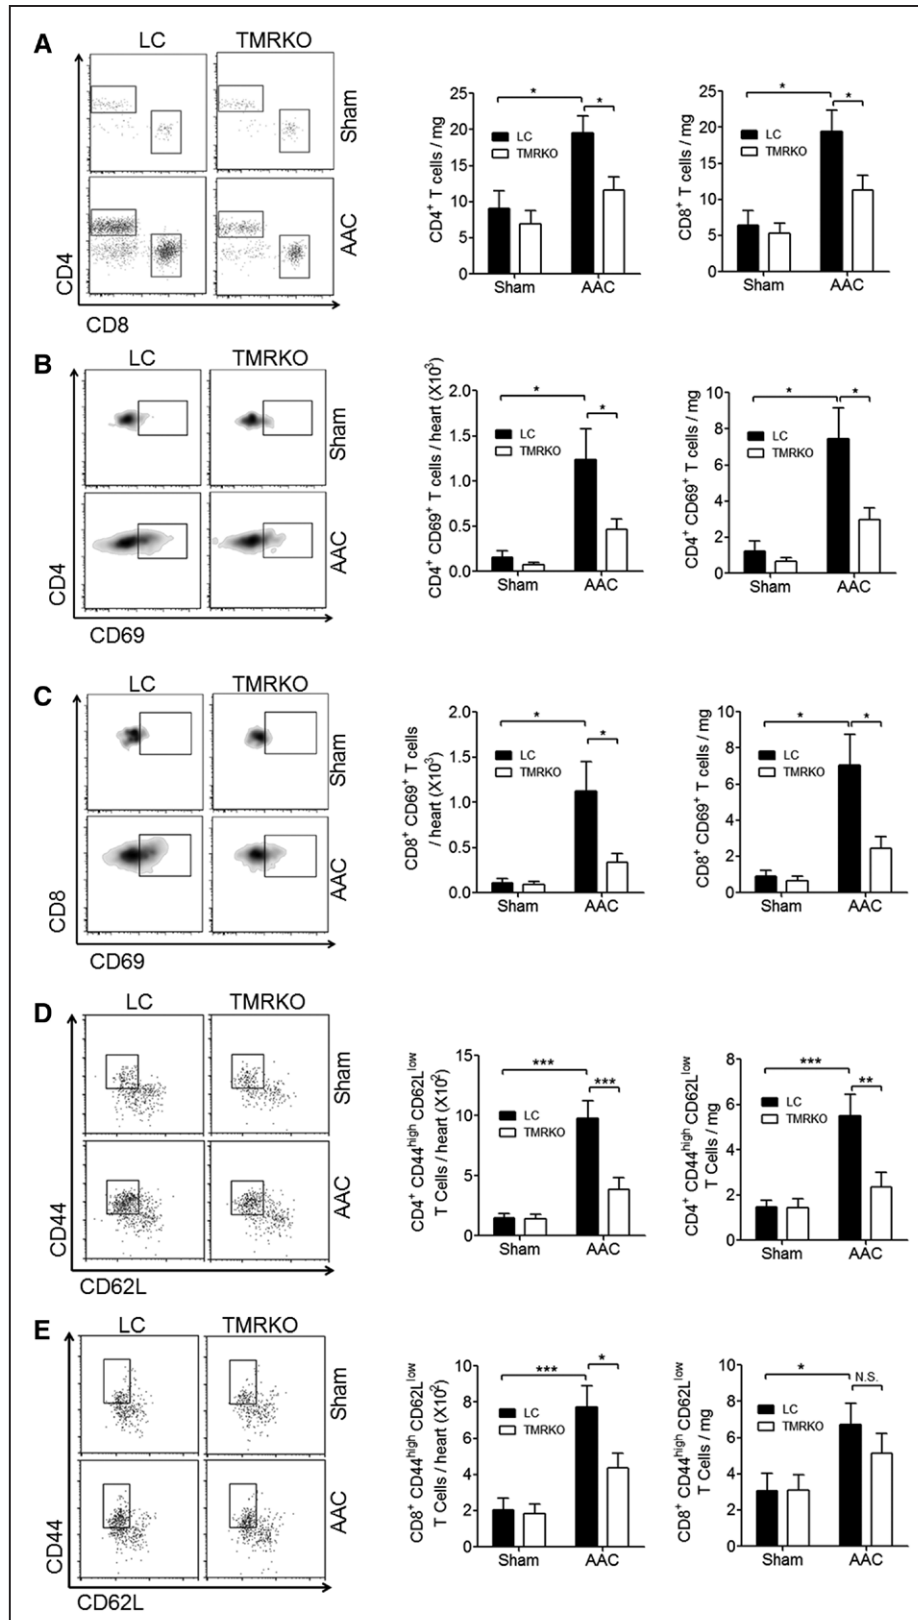 A
LC
TMRKO
Sham
AAC
CD4
CD8
CD4⁺ T cells / mg
25
20
15
10
5
0
*
*
LC
TMRKO
Sham
AAC
CD8⁺ T cells / mg
25
20
15
10
5
0
*
*
LC
TMRKO
Sham
AAC
B
LC
TMRKO
Sham
AAC
CD4
CD69
CD4⁺ CD69⁺ T cells / heart (X10³)
2.0
1.5
1.0
0.5
0.0
*
*
LC
TMRKO
Sham
AAC
CD4⁺ CD69⁺ T cells / mg
10
8
6
4
2
0
*
*
LC
TMRKO
Sham
AAC
C
LC
TMRKO
Sham
AAC
CD8
CD69
CD8⁺ CD69⁺ T cells
/ heart (X10³)
2.0
1.5
1.0
0.5
0.0
*
*
LC
TMRKO
Sham
AAC
CD8⁺ CD69⁺ T cells / mg
10
8
6
4
2
0
*
*
LC
TMRKO
Sham
AAC
D
LC
TMRKO
Sham
AAC
CD44
CD62L
CD4⁺ CD44ʰⁱᵍʰ CD62Lˡᵒʷ
T Cells / heart (X10²)
15
10
5
0
***
***
LC
TMRKO
Sham
AAC
CD4⁺ CD44ʰⁱᵍʰ CD62Lˡᵒʷ
T Cells / mg
8
6
4
2
0
***
**
LC
TMRKO
Sham
AAC
E
LC
TMRKO
Sham
AAC
CD44
CD62L
CD8⁺ CD44ʰⁱᵍʰ CD62Lˡᵒʷ
T Cells / heart (X10²)
10
8
6
4
2
0
***
*
LC
TMRKO
Sham
AAC
CD8⁺ CD44ʰⁱᵍʰ CD62Lˡᵒʷ
T Cells / mg
10
8
6
4
2
0
*
N.S.
LC
TMRKO
Sham
AAC